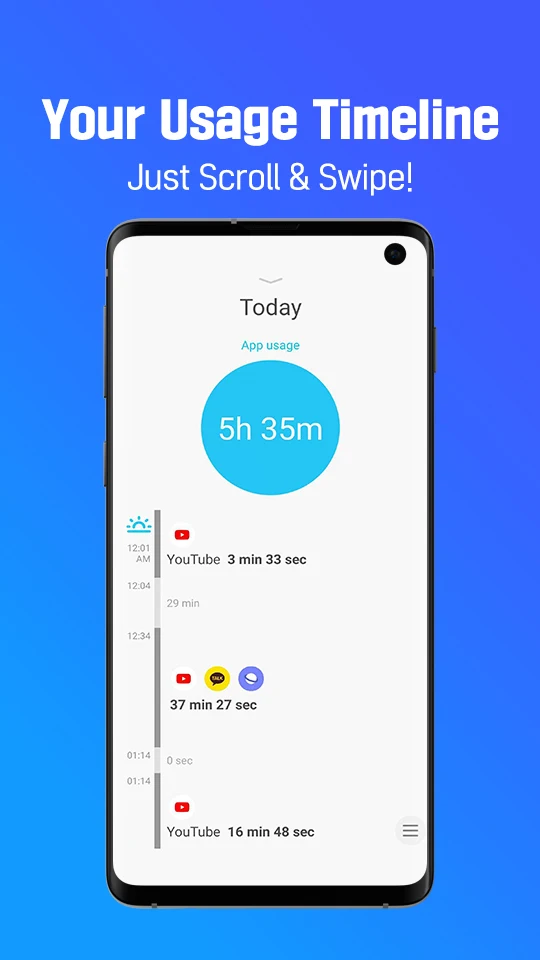 Your Usage Timeline
Just Scroll & Swipe!
Today
App usage
5h 35m
12:01
AM
YouTube 3 min 33 sec
12:04
29 min
12:34
TALK
37 min 27 sec
01:14
0 sec
01:14
YouTube 16 min 48 sec